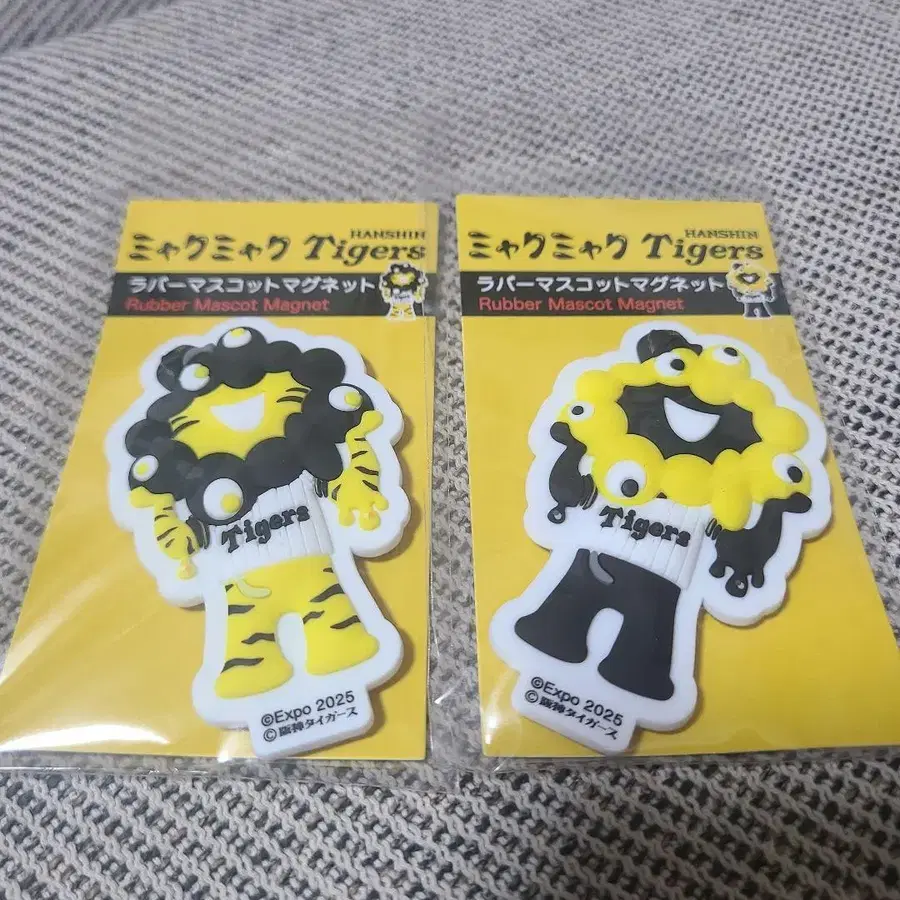 HANSHIN
ミャクミャク Tigers
ラバーマスコットマグネット
Rubber Mascot Magnet
Tigers
©Expo 2025
©阪神タイガース
HANSHIN
ミャクミャク Tigers
ラバーマスコットマグネット
Rubber Mascot Magnet
Tigers
©Expo 2025
©阪神タイガース